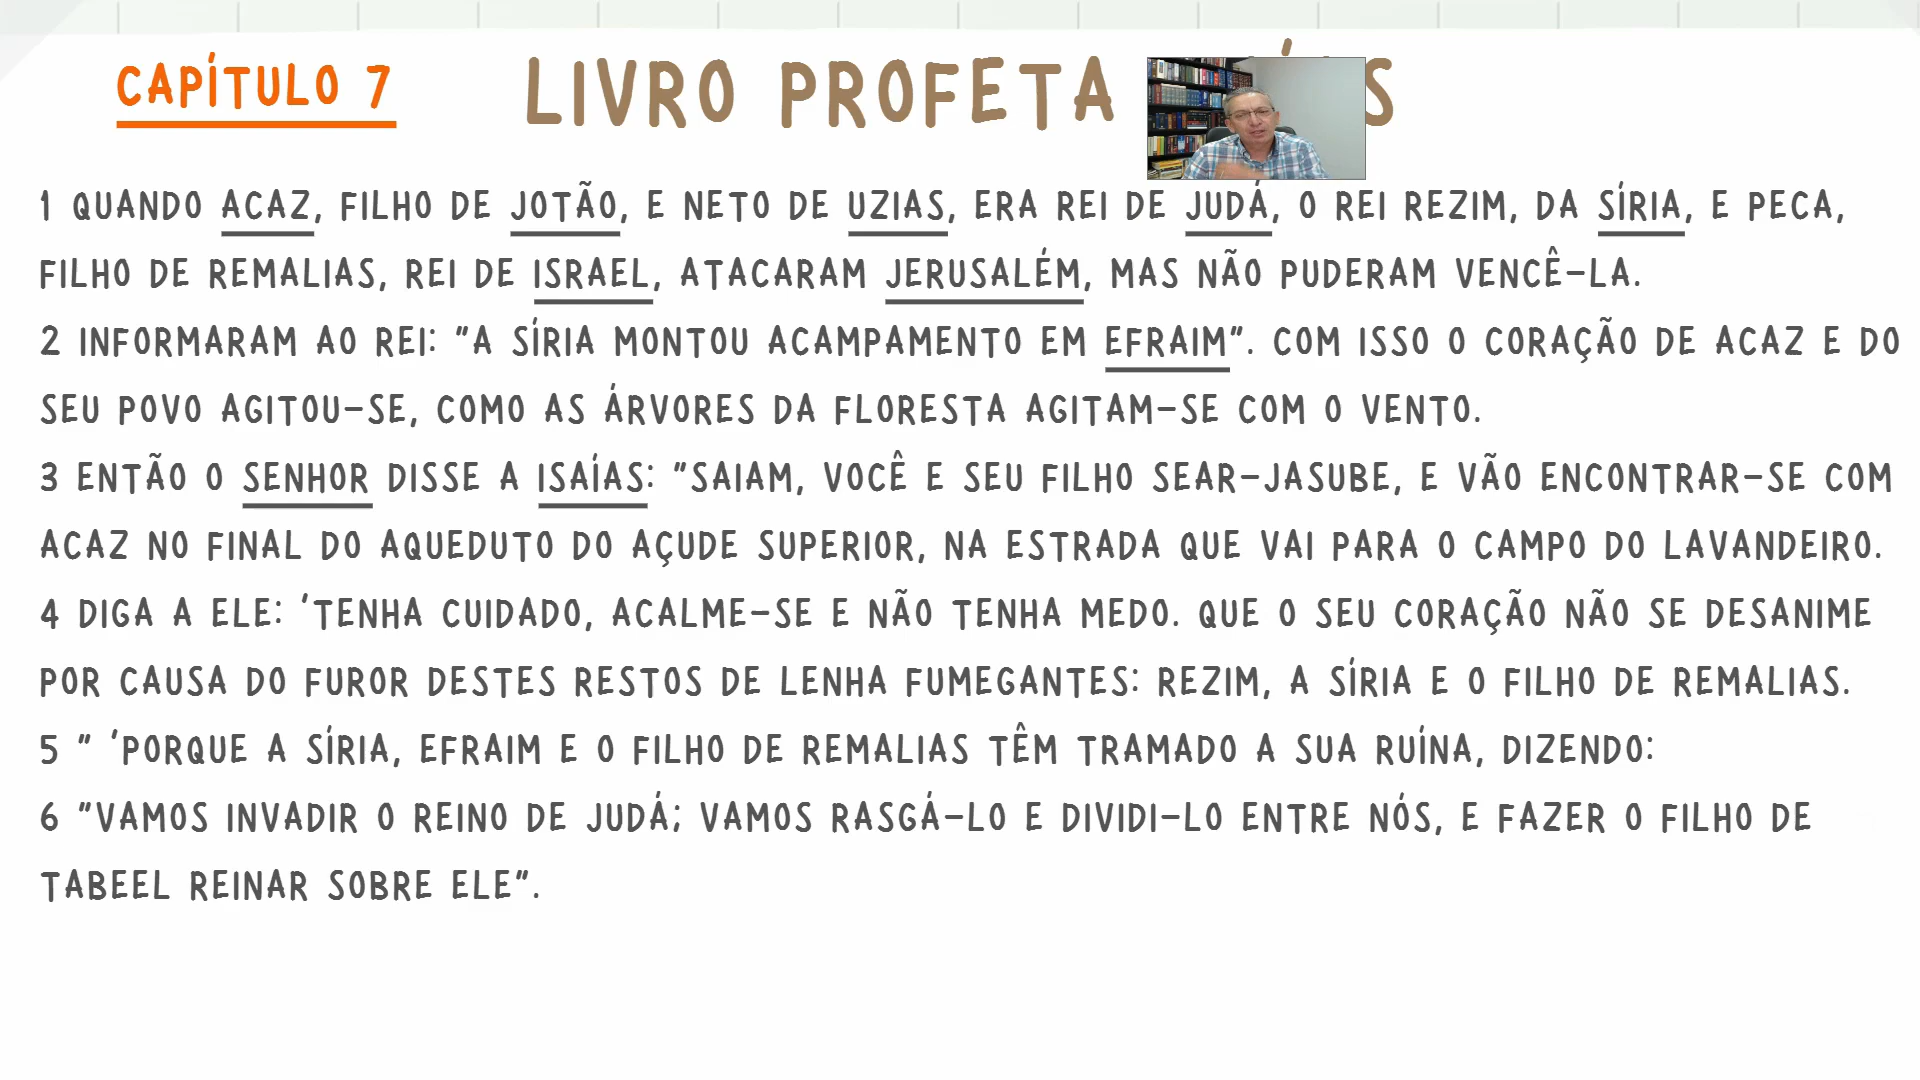 CAPÍTULO 7
LIVRO PROFETA
1 QUANDO ACAZ, FILHO DE JOTÃO, E NETO DE UZIAS, ERA REI DE JUDÁ, O REI REZIM, DA SÍRIA, E PECA,
FILHO DE REMALIAS, REI DE ISRAEL, ATACARAM JERUSALÉM, MAS NÃO PUDERAM VENCÊ-LA.
2 INFORMARAM AO REI: "A SÍRIA MONTOU ACAMPAMENTO EM EFRAIM". COM ISSO O CORAÇÃO DE ACAZ E DO
SEU POVO AGITOU-SE, COMO AS ÁRVORES DA FLORESTA AGITAM-SE COM O VENTO.
3 ENTÃO O SENHOR DISSE A ISAÍAS: "SAIAM, VOCÊ E SEU FILHO SEAR-JASUBE, E VÃO ENCONTRAR-SE COM
ACAZ NO FINAL DO AQUEDUTO DO AÇUDE SUPERIOR, NA ESTRADA QUE VAI PARA O CAMPO DO LAVANDEIRO.
4 DIGA A ELE: 'TENHA CUIDADO, ACALME-SE E NÃO TENHA MEDO. QUE O SEU CORAÇÃO NÃO SE DESANIME
POR CAUSA DO FUROR DESTES RESTOS DE LENHA FUMEGANTES: REZIM, A SÍRIA E O FILHO DE REMALIAS.
5 " 'PORQUE A SÍRIA, EFRAIM E O FILHO DE REMALIAS TÊM TRAMADO A SUA RUÍNA, DIZENDO:
6 "VAMOS INVADIR O REINO DE JUDÁ; VAMOS RASGÁ-LO E DIVIDI-LO ENTRE NÓS, E FAZER O FILHO DE
TABEEL REINAR SOBRE ELE".